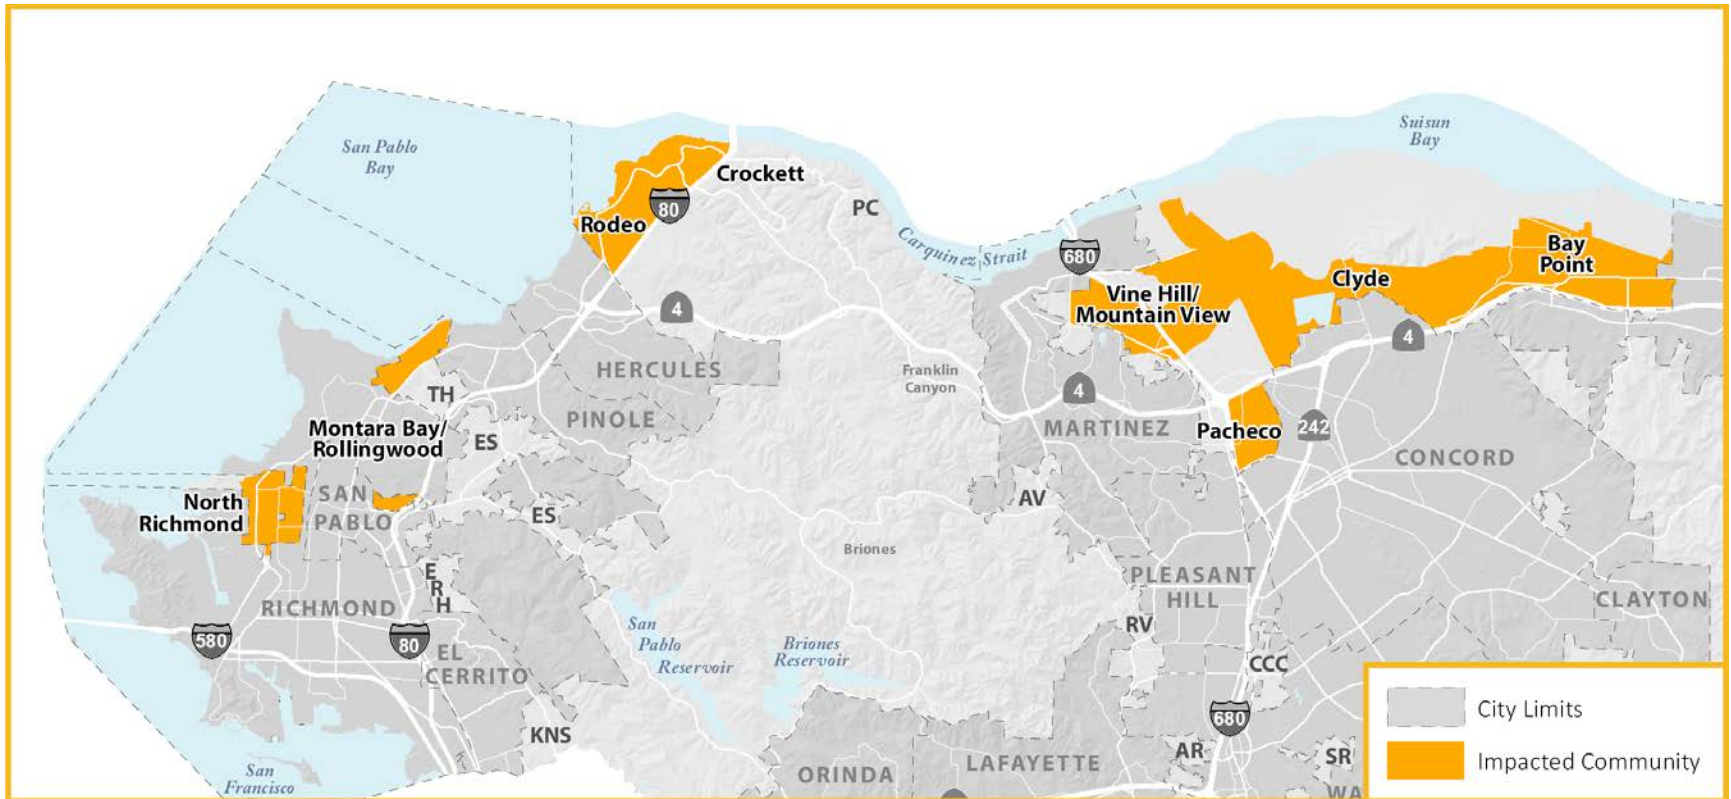 San Pablo
Bay
Suisun
Bay
Crockett
80
Rodeo
PC
Carquinez Strait
680
Bay
Point
Clyde
Vine Hill/
Mountain View
4
4
HERCULES
Franklin
Canyon
TH
4
PINOLE
Montara Bay/
Rollingwood
ES
MARTINEZ
Pacheco
242
CONCORD
North
Richmond
SAN
PABLO
ES
AV
Briones
E
R
H
PLEASANT
HILL
CLAYTON
RICHMOND
580
80
EL
CERRITO
San
Pablo
Reservoir
Briones
Reservoir
RV
CCC
KNS
680
AR
SR
ORINDA
LAFAYETTE
WA
San
Francisco
City Limits
Impacted Community